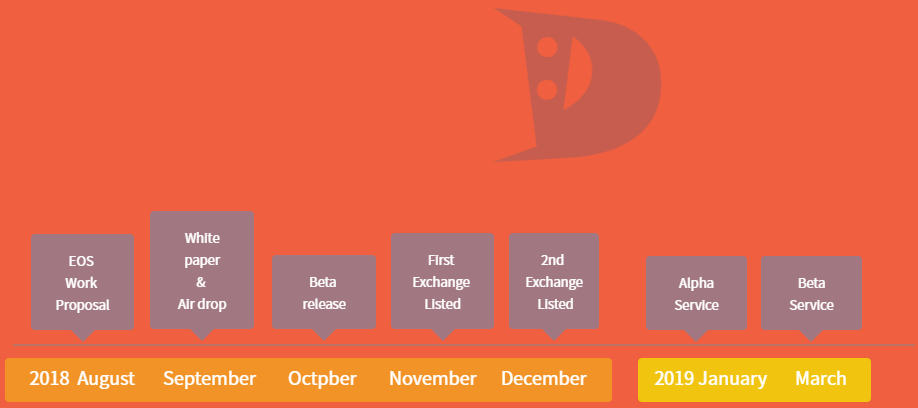 EOS
Work
Proposal
White
paper
&
Air drop
Beta
release
First
Exchange
Listed
2nd
Exchange
Listed
Alpha
Service
Beta
Service
2018 August September Octpber November December 2019 January March